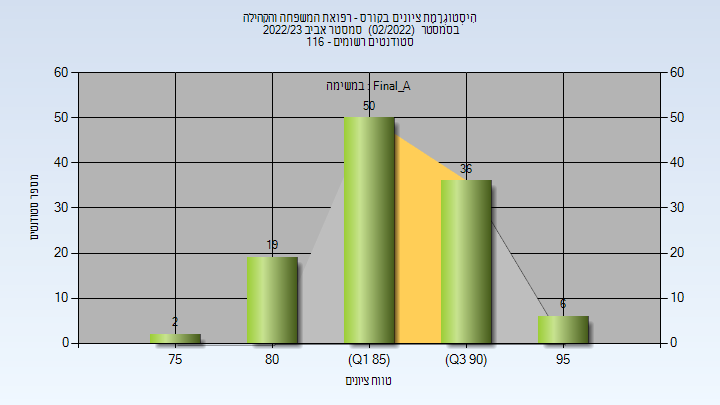 היסטוגרמת ציונים בקורס - רפואת המשפחה והקהילה
בסמסטר (02/2022) סמסטר אביב 2022/23
סטודנטים רשומים - 116
במשימה : Final_A
60 60
50 50 50
40 40
36
30 30
20 20
19
10 10
6
2
0 0
75 80 (Q1 85) (Q3 90) 95
טווח ציונים
מספר סטודנטים